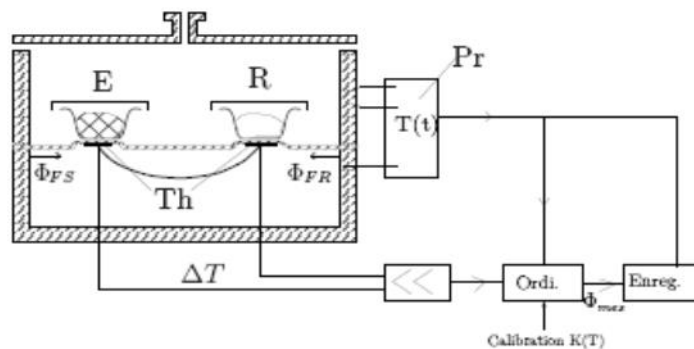 E
R
Pr
T(t)
Φ_FS
Th
Φ_FR
ΔT
<<
Ordi.
Enreg.
Φ_mes
Calibration K(T)